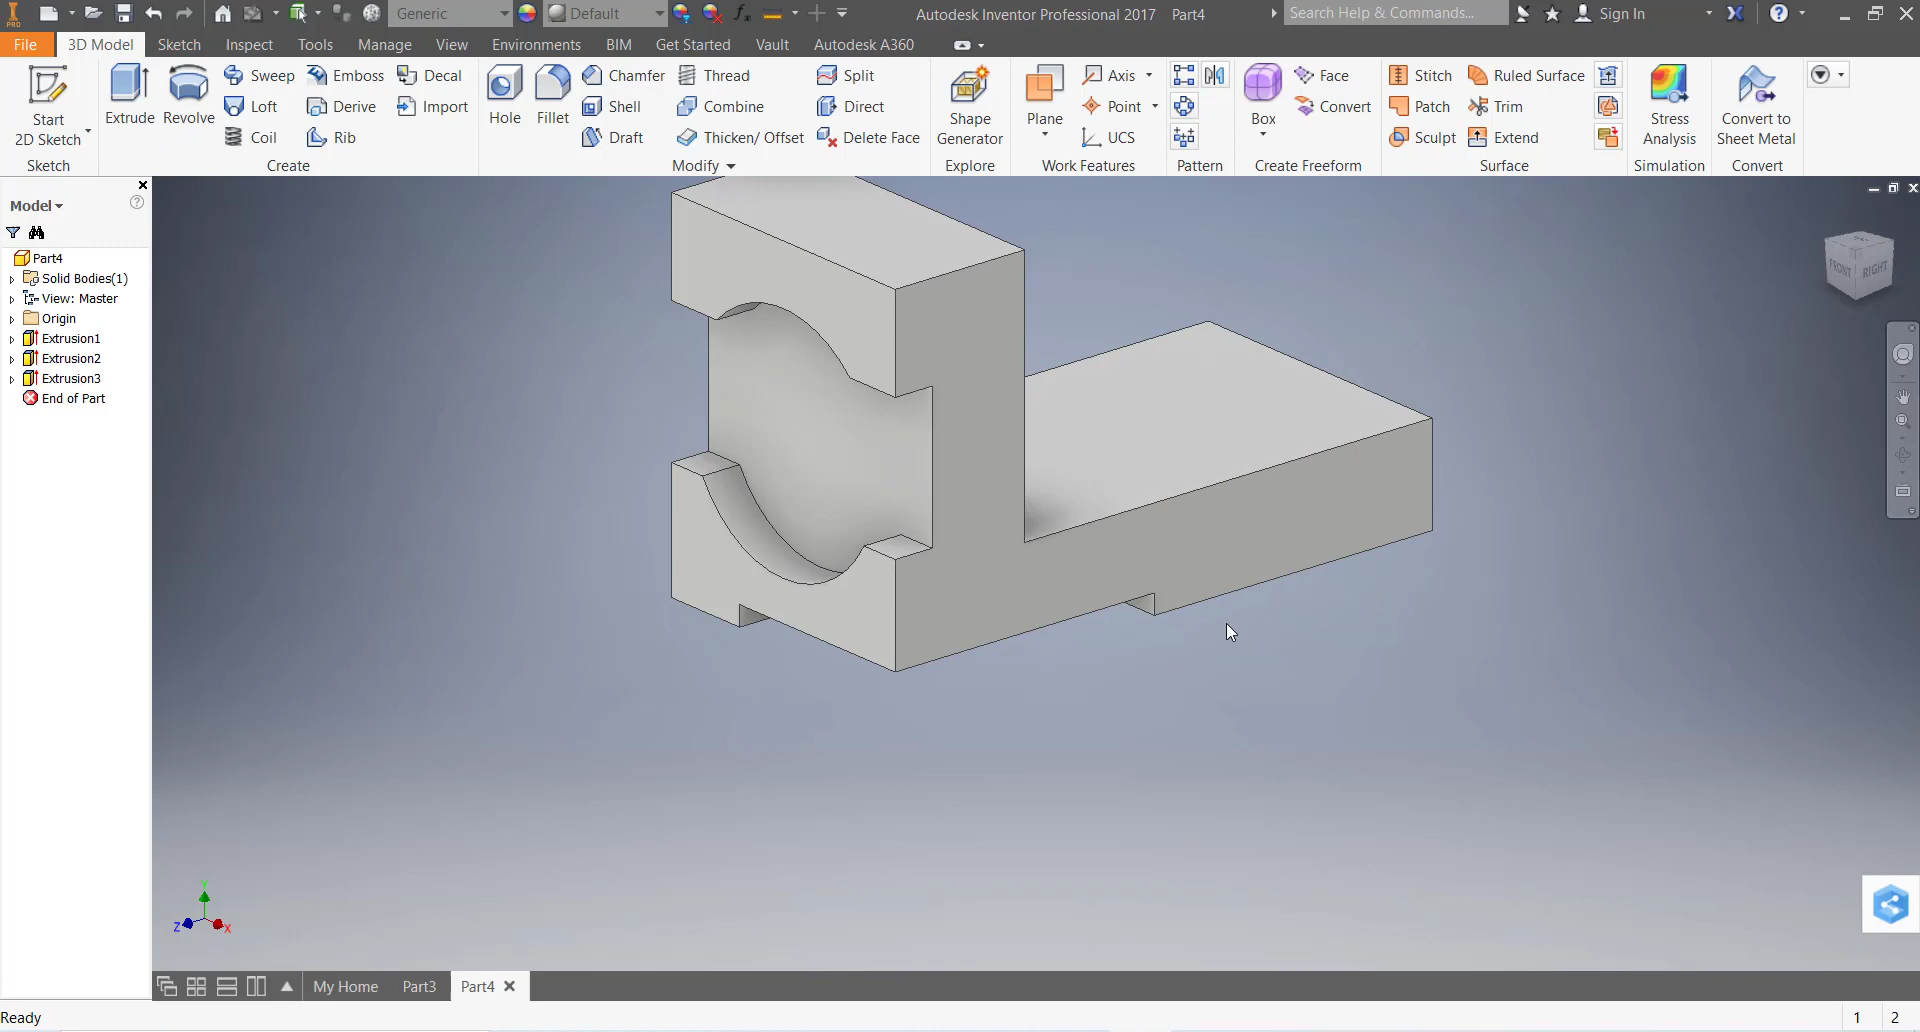 PRO
Generic
Default
Autodesk Inventor Professional 2017 Part4
Search Help & Commands...
Sign In
File 3D Model Sketch Inspect Tools Manage View Environments BIM Get Started Vault Autodesk A360
Start
2D Sketch
Extrude
Revolve
Sweep
Loft
Coil
Emboss
Derive
Rib
Decal
Import
Hole
Fillet
Chamfer
Shell
Draft
Thread
Combine
Thicken/ Offset
Split
Direct
Delete Face
Shape
Generator
Plane
Axis
Point
UCS
Box
Face
Convert
Stitch
Patch
Sculpt
Ruled Surface
Trim
Extend
Stress
Analysis
Convert to
Sheet Metal
Sketch Create Modify Explore Work Features Pattern Create Freeform Surface Simulation Convert
Model
Part4
Solid Bodies(1)
View: Master
Origin
Extrusion1
Extrusion2
Extrusion3
End of Part
FRONT RIGHT
Y
Z
X
My Home Part3 Part4
Ready
1 2